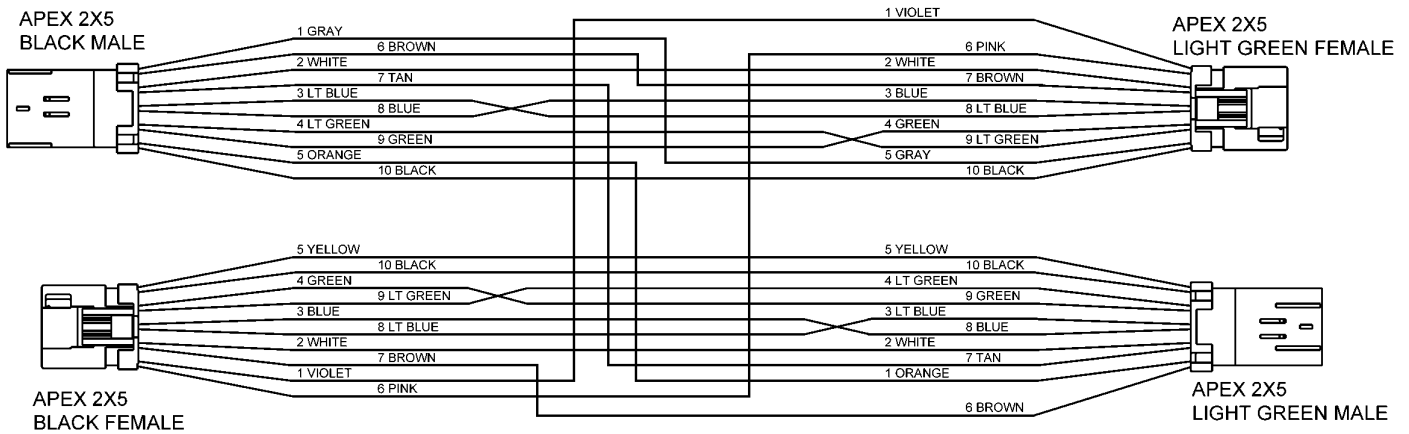 APEX 2X5
BLACK MALE
1 GRAY
6 BROWN
2 WHITE
7 TAN
3 LT BLUE
8 BLUE
4 LT GREEN
9 GREEN
5 ORANGE
10 BLACK
1 VIOLET
6 PINK
2 WHITE
7 BROWN
3 BLUE
8 LT BLUE
4 GREEN
9 LT GREEN
5 GRAY
10 BLACK
APEX 2X5
LIGHT GREEN FEMALE
5 YELLOW
10 BLACK
4 GREEN
9 LT GREEN
3 BLUE
8 LT BLUE
2 WHITE
7 BROWN
1 VIOLET
6 PINK
APEX 2X5
BLACK FEMALE
5 YELLOW
10 BLACK
4 LT GREEN
9 GREEN
3 LT BLUE
8 BLUE
2 WHITE
7 TAN
1 ORANGE
6 BROWN
APEX 2X5
LIGHT GREEN MALE